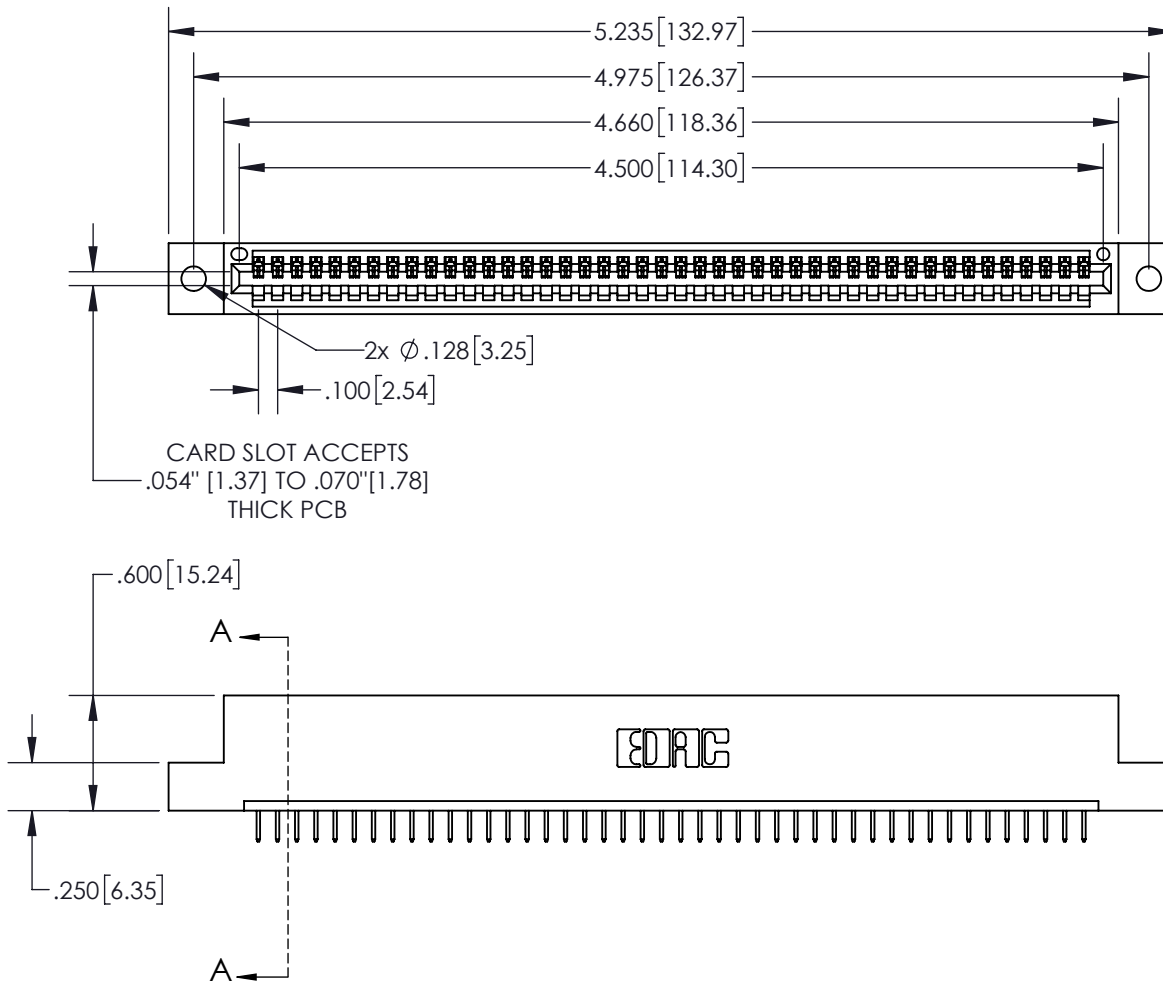 5.235[132.97]
4.975[126.37]
4.660[118.36]
4.500[114.30]
2x Ø.128[3.25]
.100[2.54]
CARD SLOT ACCEPTS
.054" [1.37] TO .070"[1.78]
THICK PCB
.600[15.24]
A
EDAC
.250[6.35]
A